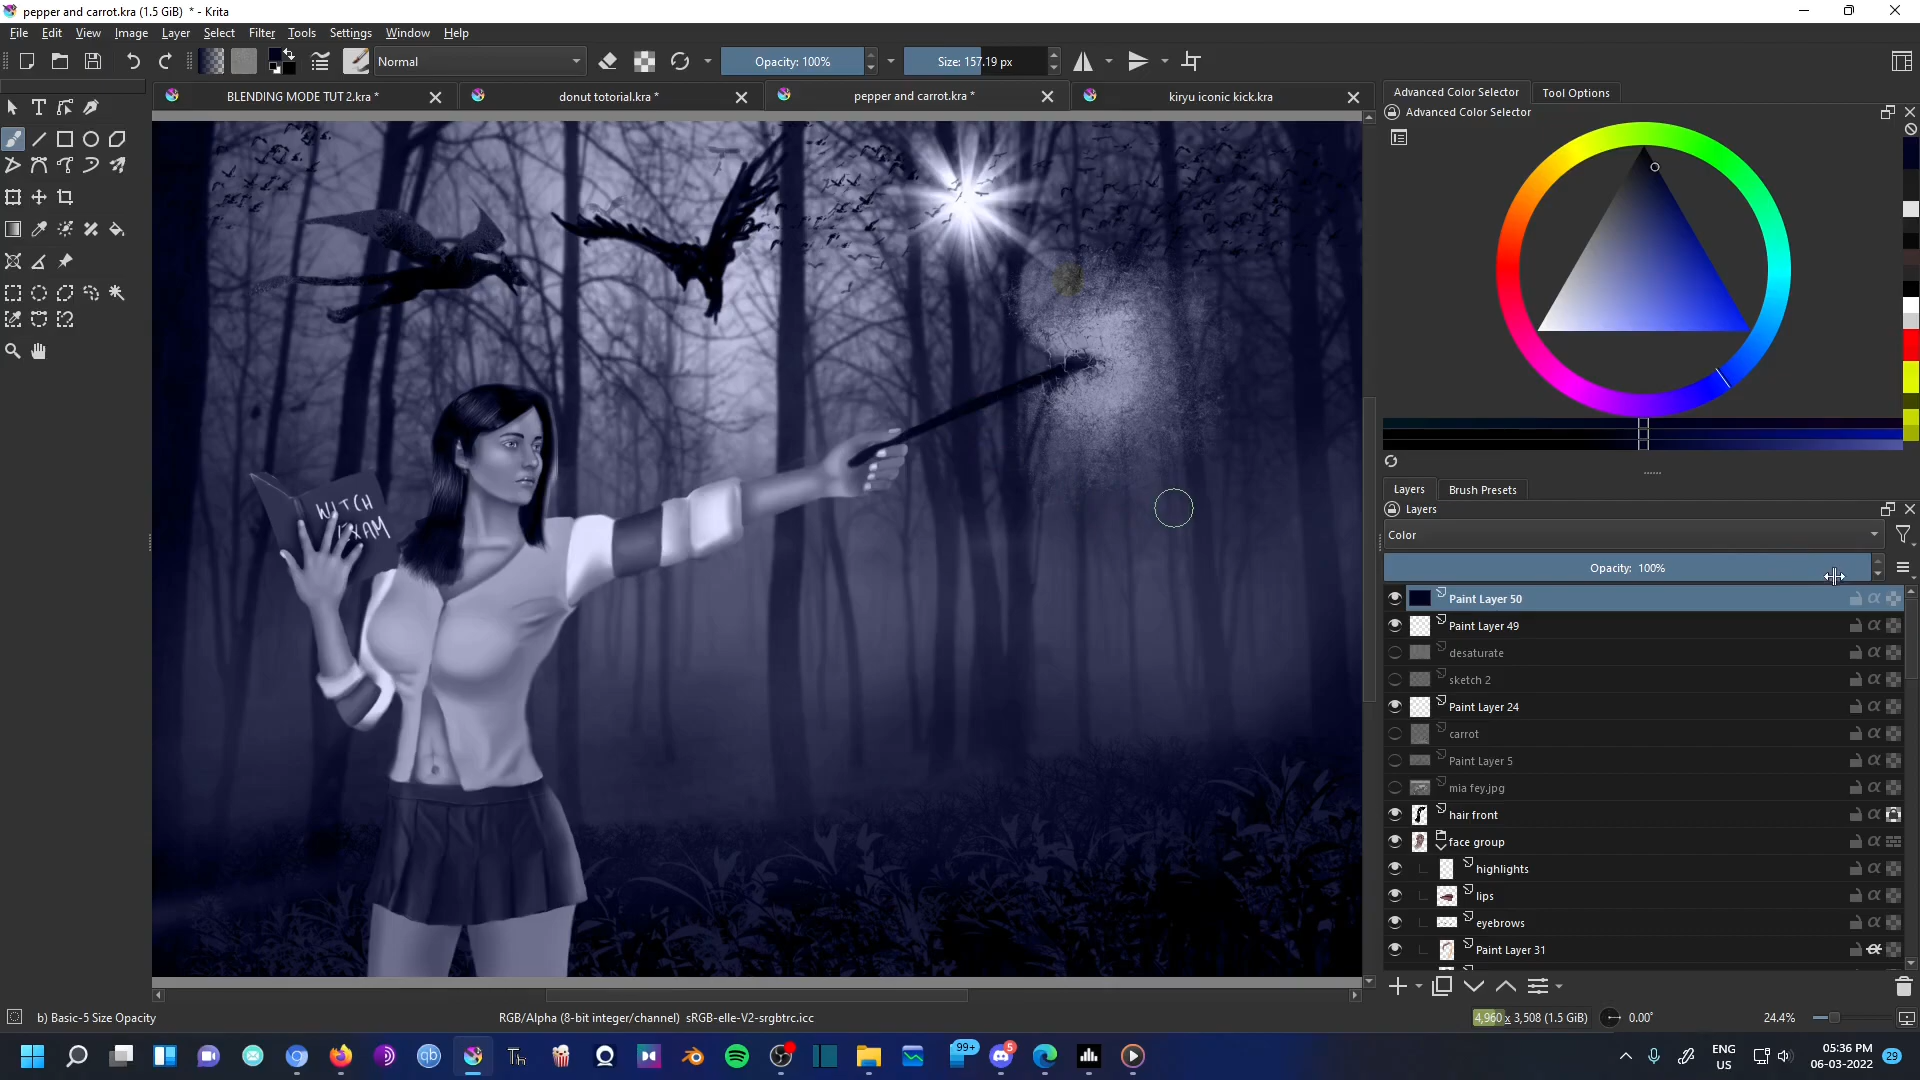 pepper and carrot.kra (1.5 GiB) * - Krita
File Edit View Image Layer Select Filter Tools Settings Window Help
Normal Opacity: 100% Size: 157.19 px
BLENDING MODE TUT 2.kra * donut totorial.kra * pepper and carrot.kra * kiryu iconic kick.kra
Advanced Color Selector Tool Options
Advanced Color Selector
WITCH
EXAM
Layers Brush Presets
Layers
Color
Opacity: 100%
Paint Layer 50
Paint Layer 49
desaturate
sketch 2
Paint Layer 24
carrot
Paint Layer 5
mia fey.jpg
hair front
face group
highlights
lips
eyebrows
Paint Layer 31
b) Basic-5 Size Opacity RGB/Alpha (8-bit integer/channel) sRGB-elle-V2-srgbtrc.icc 4,960 x 3,508 (1.5 GiB) 0.00° 24.4%
qb Th 99+ 5 ENG
US 05:36 PM
06-03-2022 29